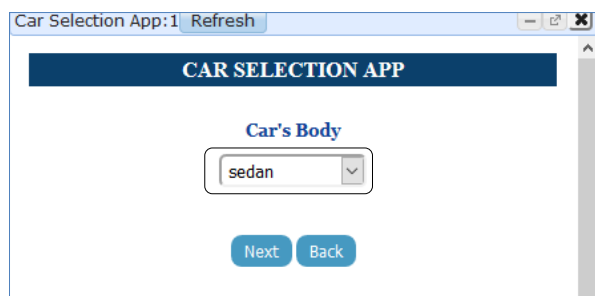 Car Selection App:1 Refresh
CAR SELECTION APP
Car's Body
sedan
Next Back